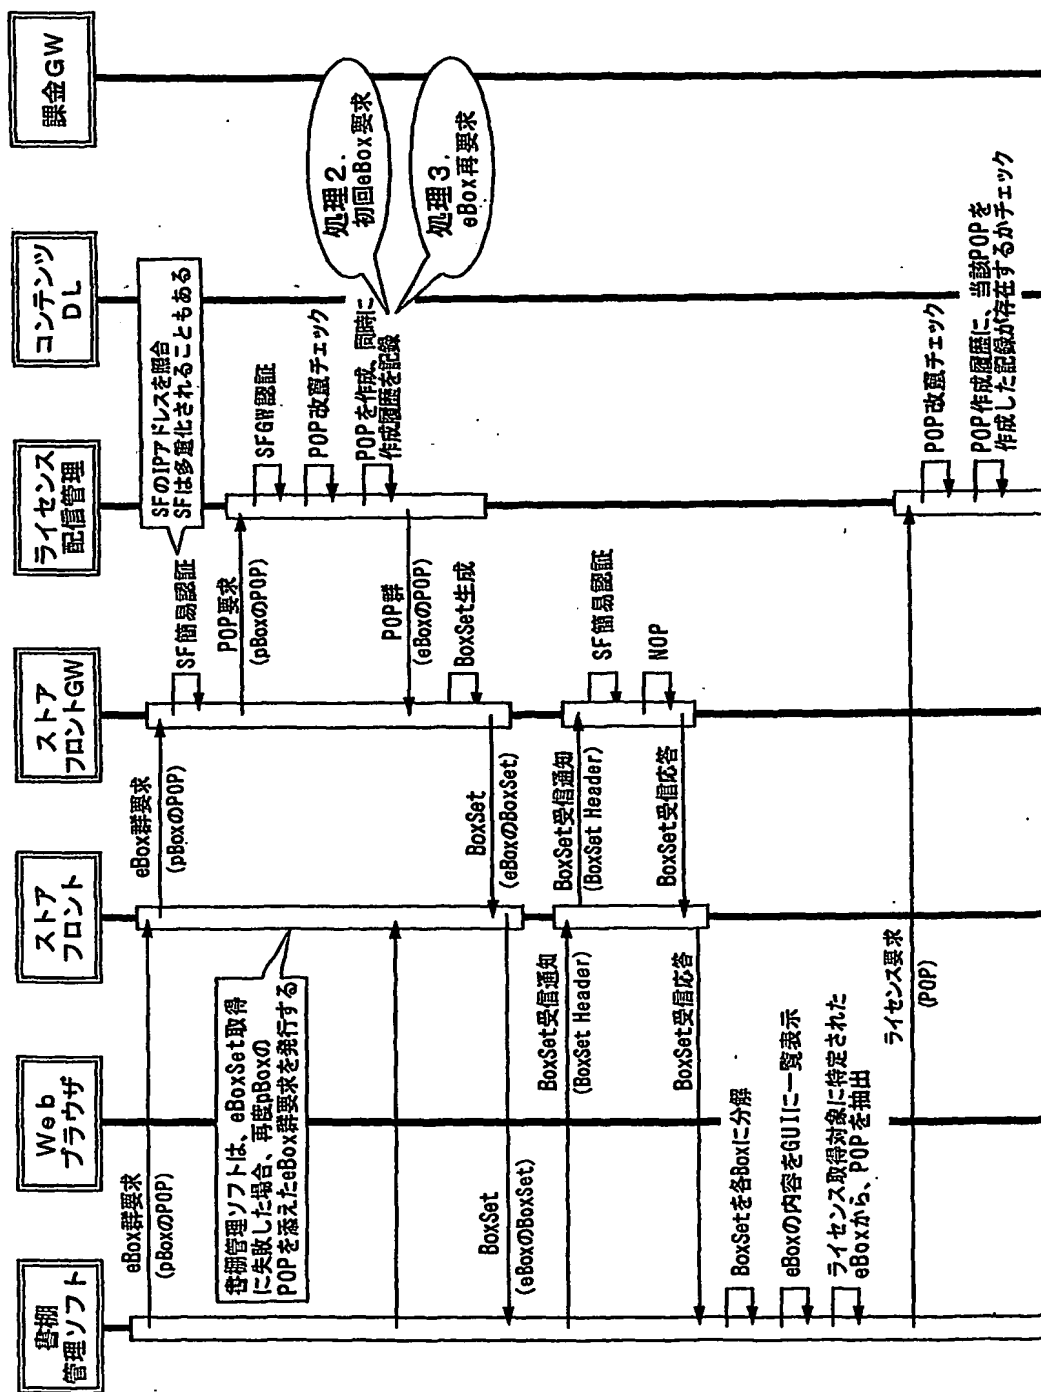 書棚
管理ソフト
Web
ブラウザ
ストア
フロント
ストア
フロントGW
ライセンス
配信管理
コンテンツ
DL
課金GW
eBox群要求
(pBoxのPOP)
eBox群要求
(pBoxのPOP)
SF簡易認証
SFのIPアドレスを照合
SFは多重化されることもある
POP要求
(pBoxのPOP)
SFGW認証
POP改竄チェック
POPを作成、同時に
作成履歴を記録
処理2.
初回eBox要求
処理3.
eBox再要求
書棚管理ソフトは、eBoxSet取得
に失敗した場合、再度pBoxの
POPを添えたeBox群要求を発行する
POP群
(eBoxのPOP)
BoxSet生成
BoxSet
(eBoxのBoxSet)
BoxSet
(eBoxのBoxSet)
BoxSet受信通知
(BoxSet Header)
BoxSet受信通知
(BoxSet Header)
SF簡易認証
NOP
BoxSet受信応答
BoxSet受信応答
BoxSetを各Boxに分解
eBoxの内容をGUIに一覧表示
ライセンス取得対象に特定された
eBoxから、POPを抽出
ライセンス要求
(POP)
POP改竄チェック
POP作成履歴に、当該POPを
作成した記録が存在するかチェック